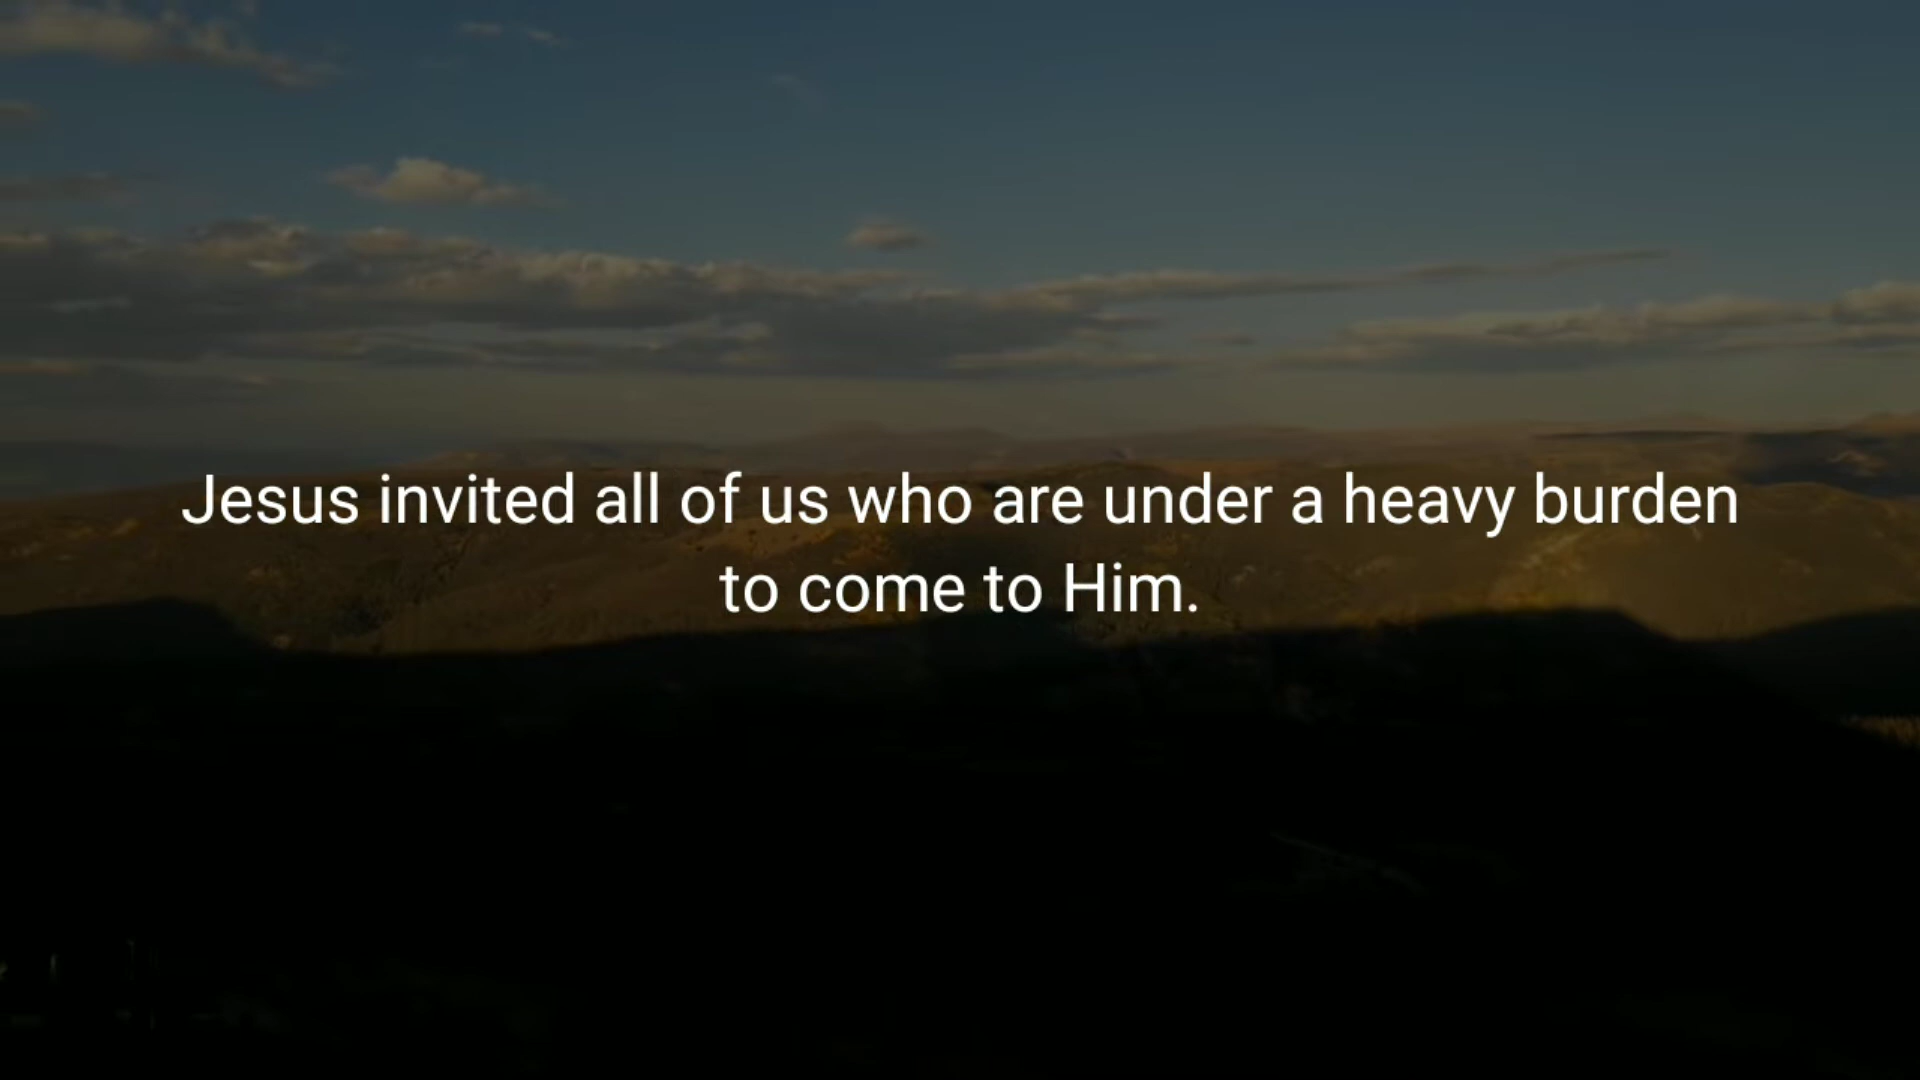 Jesus invited all of us who are under a heavy burden
to come to Him.